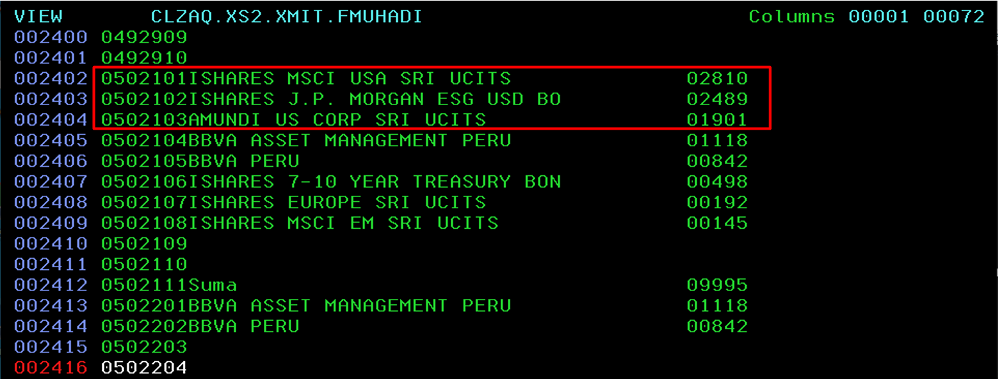 VIEW CLZAQ.XS2.XMIT.FMUHADI Columns 00001 00072
002400 0492909
002401 0492910
002402 0502101ISHARES MSCI USA SRI UCITS 02810
002403 0502102ISHARES J.P. MORGAN ESG USD BO 02489
002404 0502103AMUNDI US CORP SRI UCITS 01901
002405 0502104BBVA ASSET MANAGEMENT PERU 01118
002406 0502105BBVA PERU 00842
002407 0502106ISHARES 7-10 YEAR TREASURY BON 00498
002408 0502107ISHARES EUROPE SRI UCITS 00192
002409 0502108ISHARES MSCI EM SRI UCITS 00145
002410 0502109
002411 0502110
002412 0502111Suma 09995
002413 0502201BBVA ASSET MANAGEMENT PERU 01118
002414 0502202BBVA PERU 00842
002415 0502203
002416 0502204